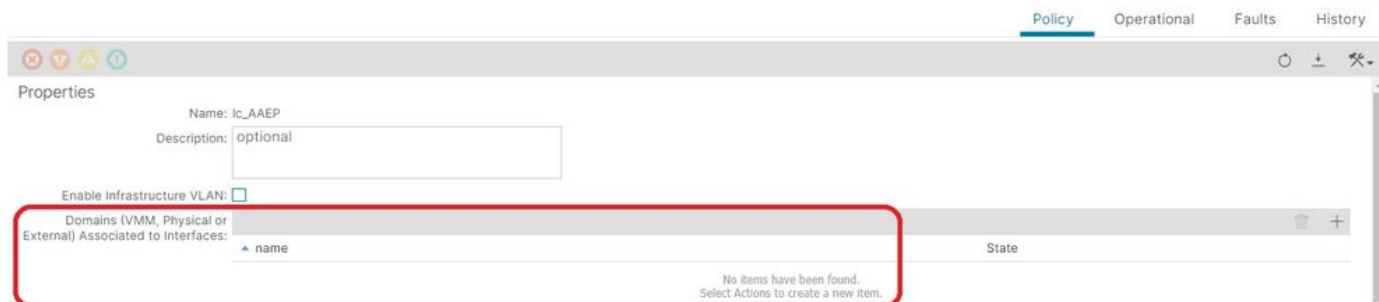 Policy Operational Faults History
Properties
Name: lc_AAEP
Description: optional
Enable Infrastructure VLAN:
Domains (VMM, Physical or
External) Associated to Interfaces:
name State
No items have been found.
Select Actions to create a new item.